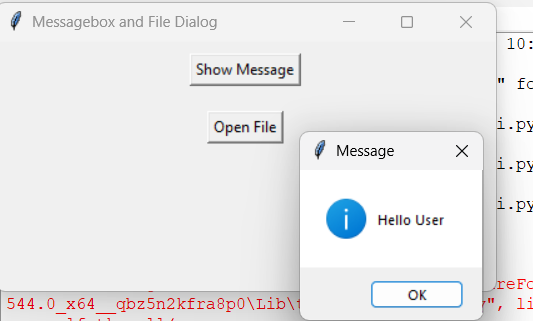 Messagebox and File Dialog
10:
Show Message
" fo
Open File
i.py
Message
i.py
Hello User
i.py
OK
544.0_x64__qbz5n2kfra8p0\Lib\t
", li